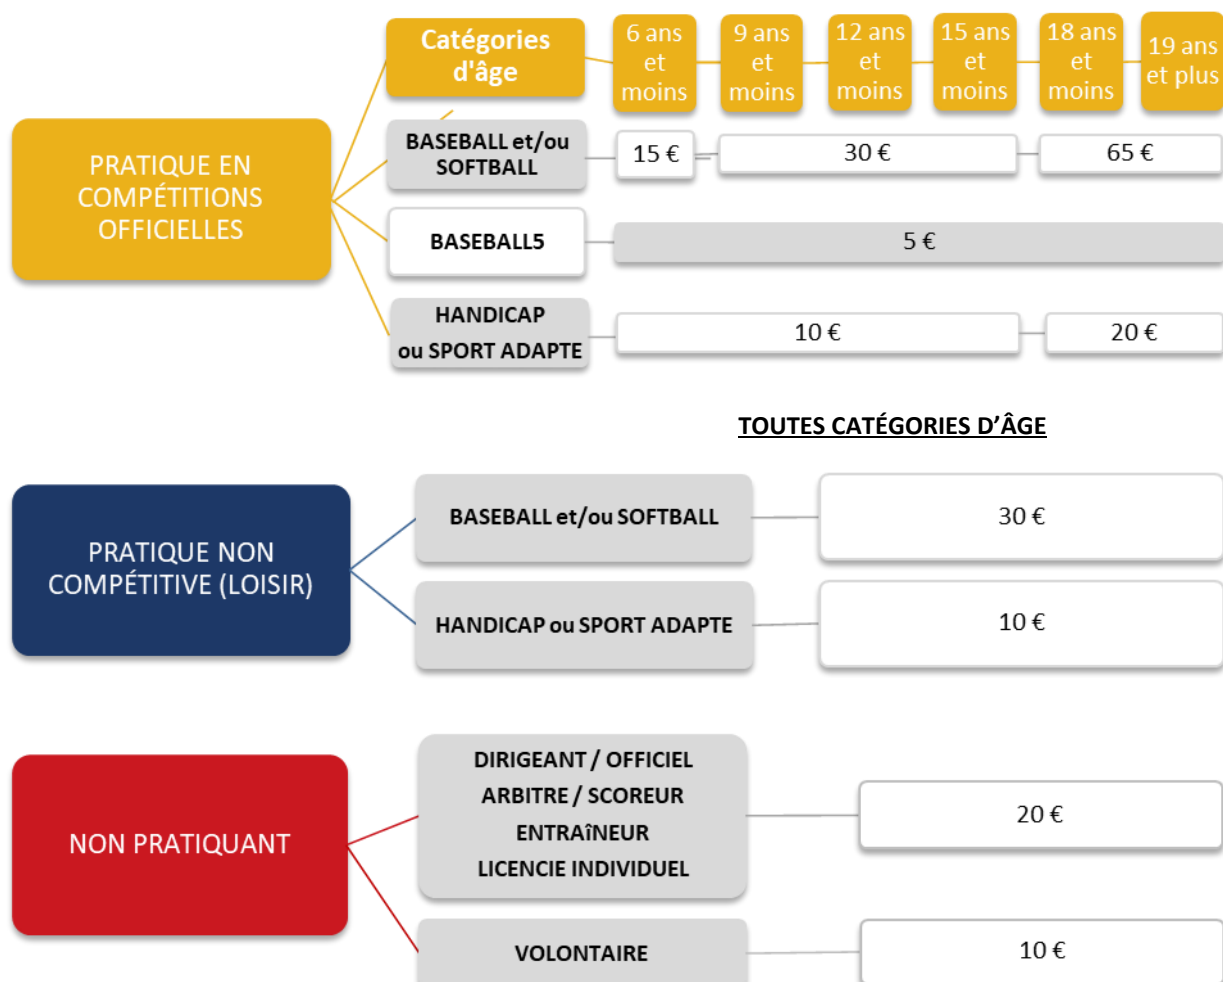 Catégories
d'âge
6 ans
et
moins
9 ans
et
moins
12 ans
et
moins
15 ans
et
moins
18 ans
et
moins
19 ans
et plus
PRATIQUE EN
COMPÉTITIONS
OFFICIELLES
BASEBALL et/ou
SOFTBALL
15 €
30 €
65 €
BASEBALL5
5 €
HANDICAP
ou SPORT ADAPTE
10 €
20 €
TOUTES CATÉGORIES D’ÂGE
PRATIQUE NON
COMPÉTITIVE (LOISIR)
BASEBALL et/ou SOFTBALL
30 €
HANDICAP ou SPORT ADAPTE
10 €
NON PRATIQUANT
DIRIGEANT / OFFICIEL
ARBITRE / SCOREUR
ENTRAîNEUR
LICENCIE INDIVIDUEL
20 €
VOLONTAIRE
10 €